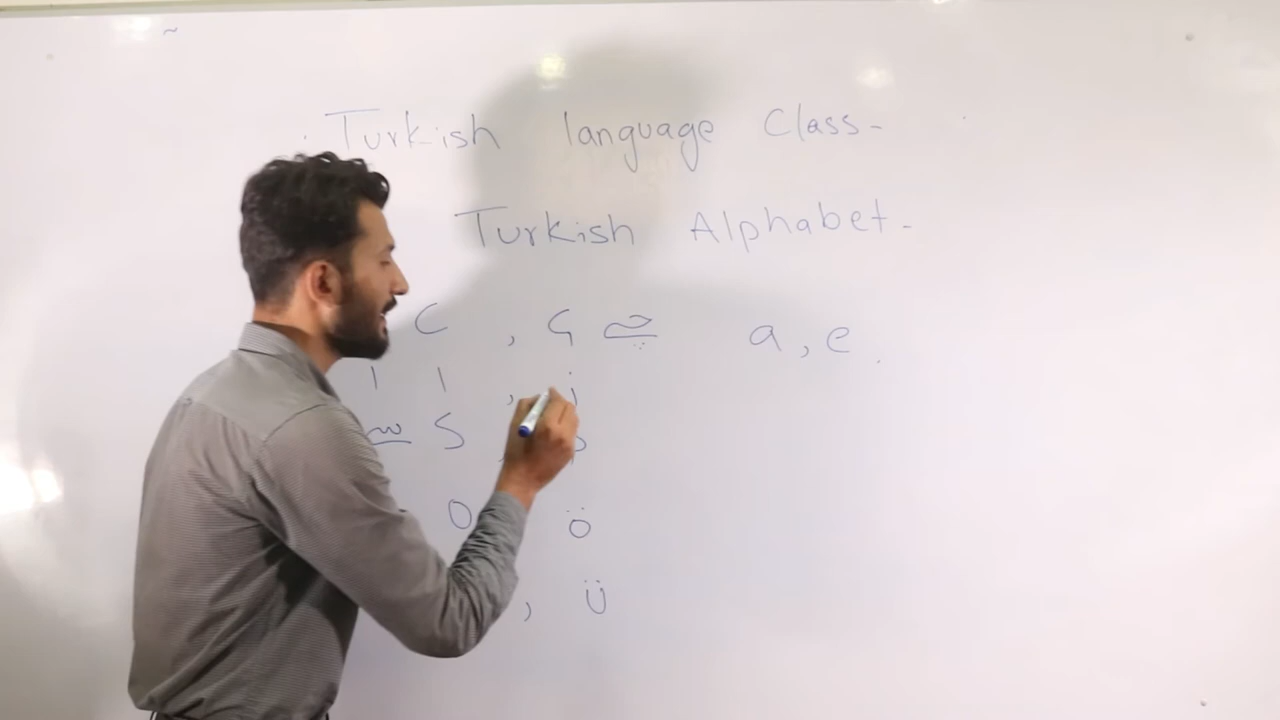 Turkish language Class-
Turkish Alphabet-
C , Ç چ a , e
ı ı , i
س S ,
O ö
, ü